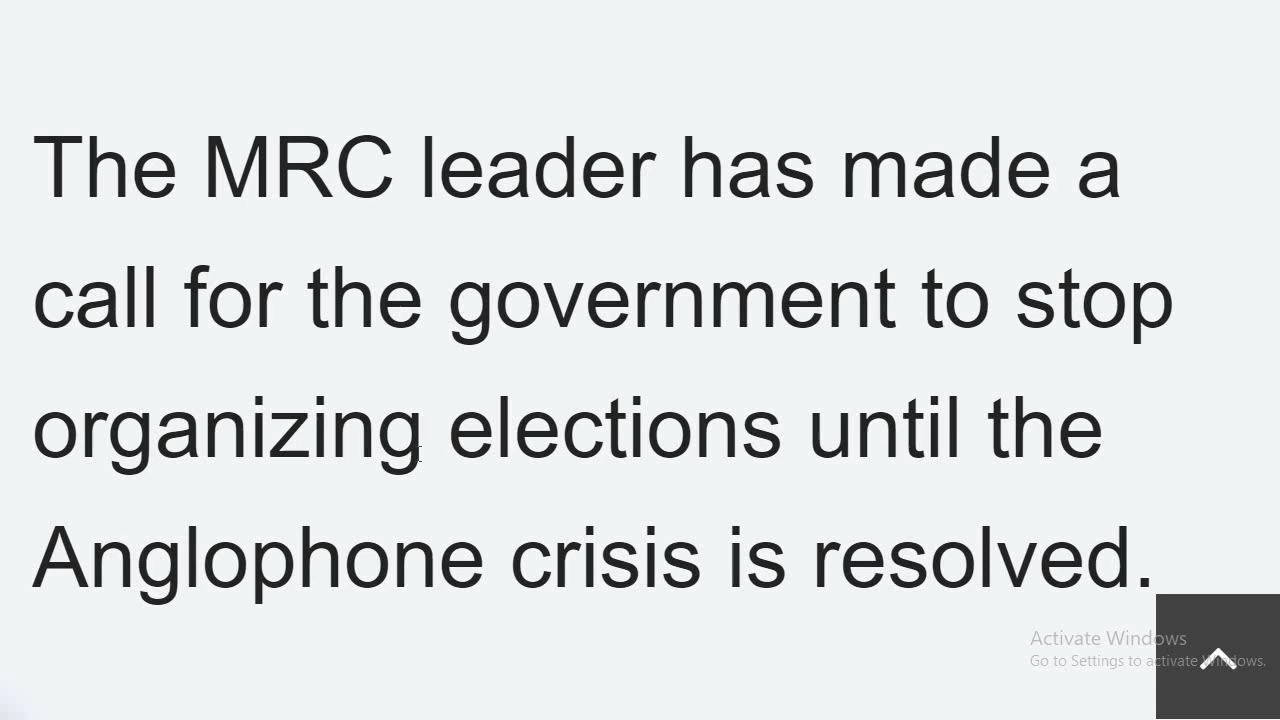 The MRC leader has made a
call for the government to stop
organizing elections until the
Anglophone crisis is resolved.
Activate Windows
Go to Settings to activate Windows.